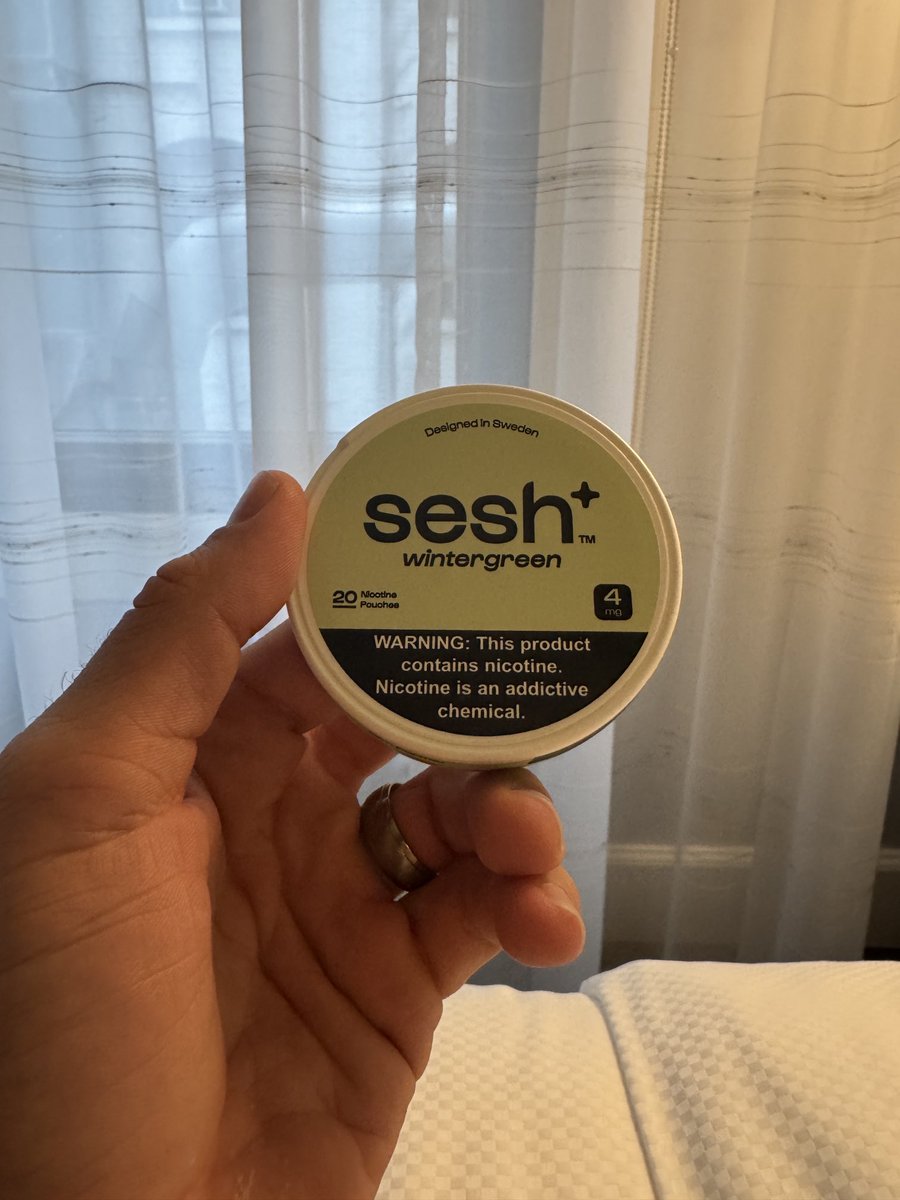 Designed in Sweden
sesh+™
wintergreen
20 Nicotine
Pouches
4
mg
WARNING: This product
contains nicotine.
Nicotine is an addictive
chemical.